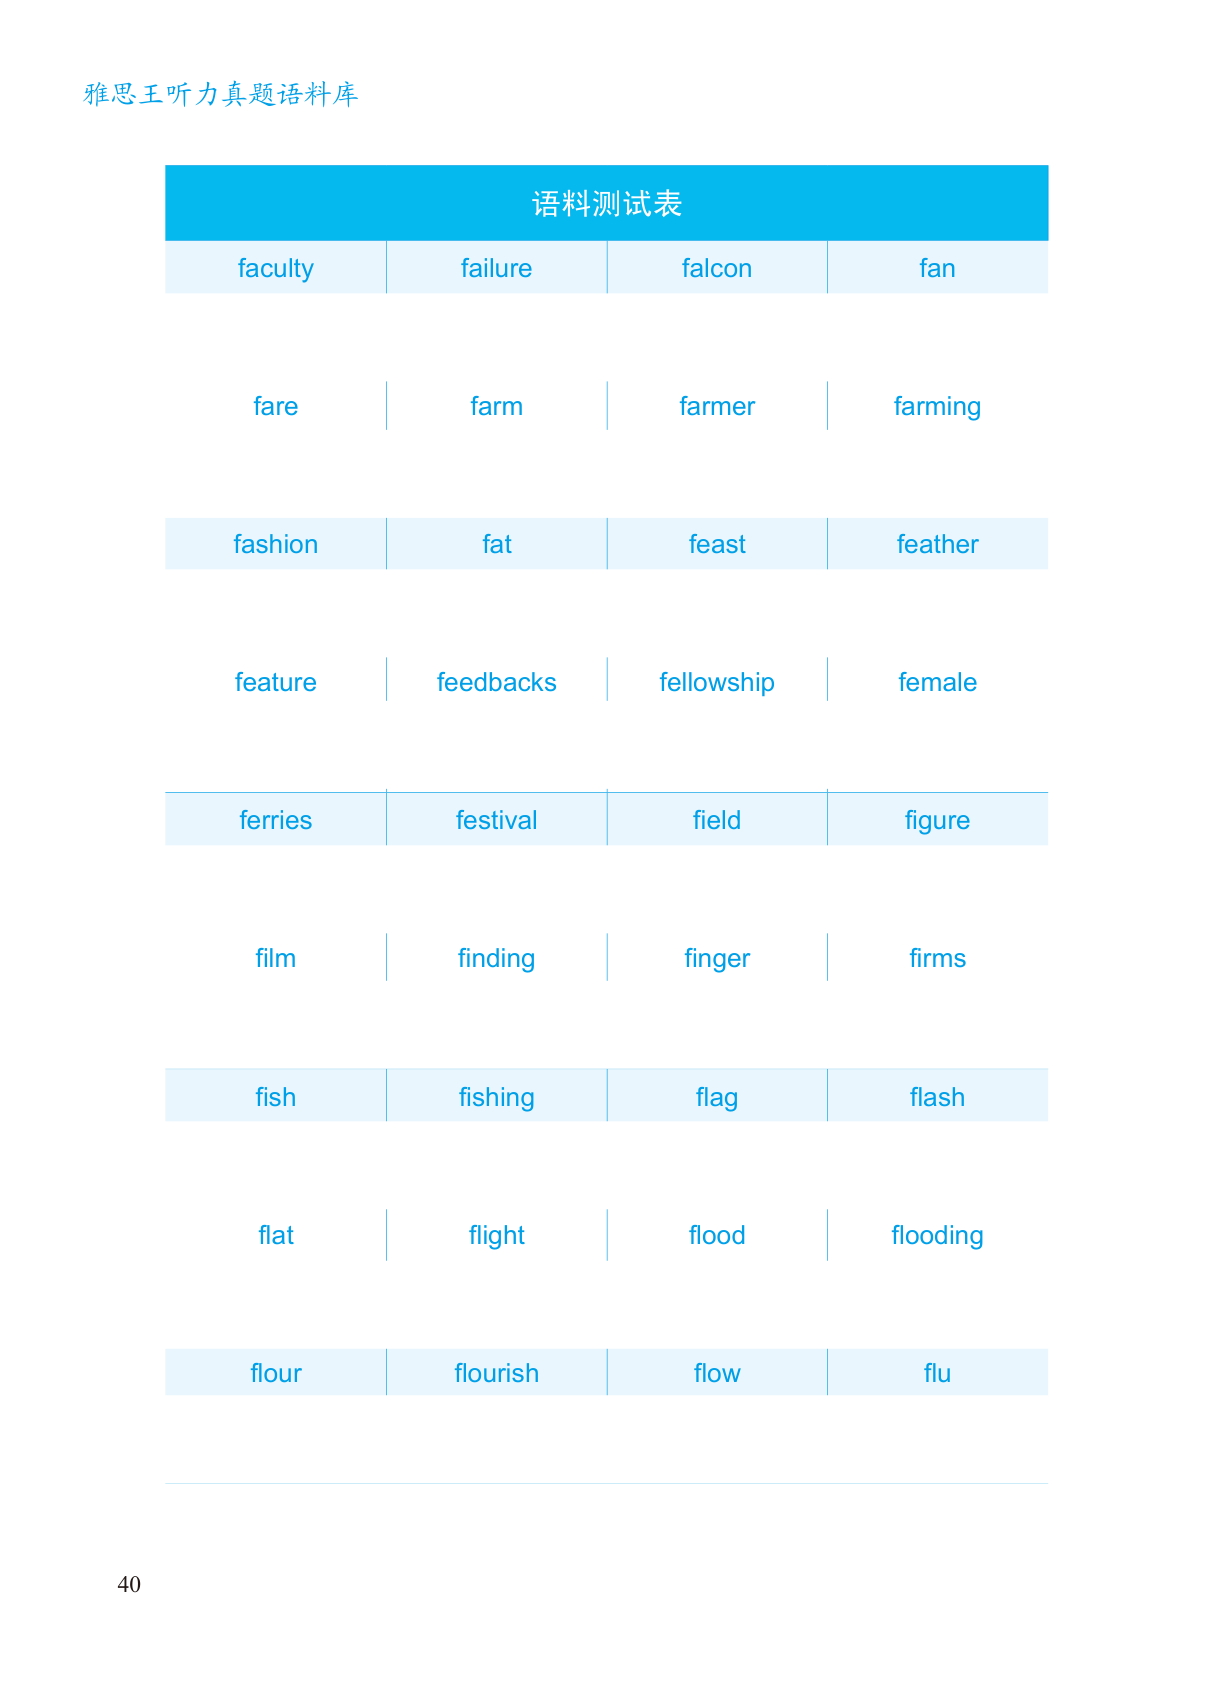 雅思王听力真题语料库
语料测试表
faculty failure falcon fan
fare farm farmer farming
fashion fat feast feather
feature feedbacks fellowship female
ferries festival field figure
film finding finger firms
fish fishing flag flash
flat flight flood flooding
flour flourish flow flu
40